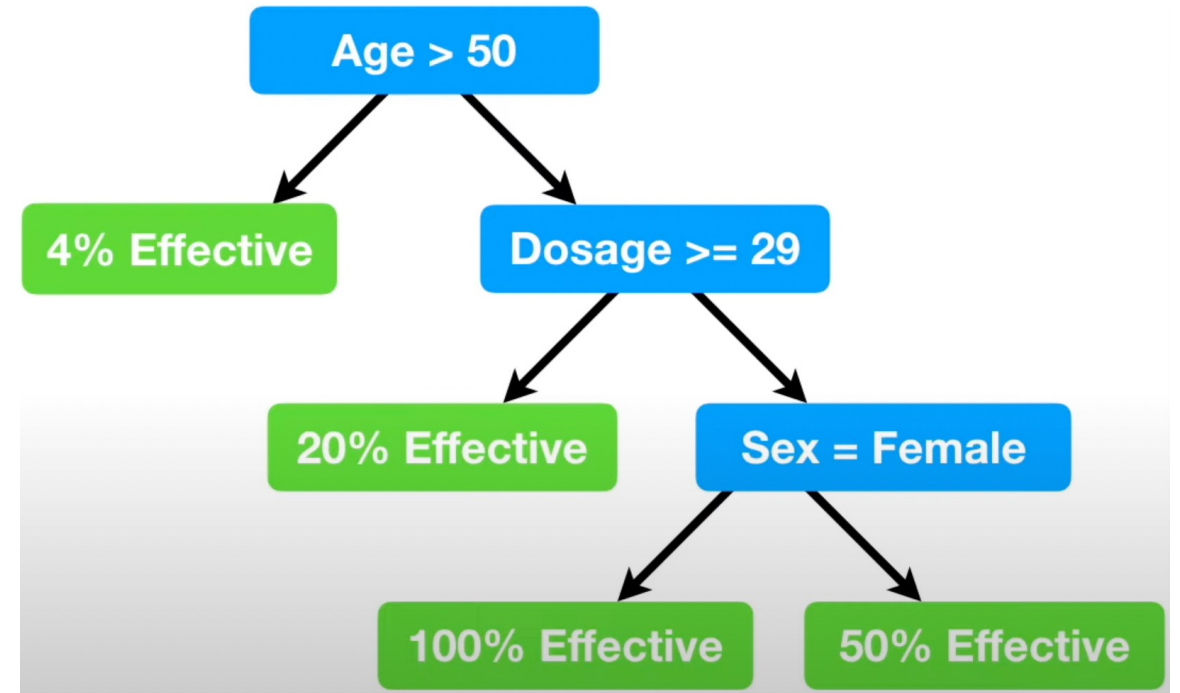 Age > 50
4% Effective
Dosage >= 29
20% Effective
Sex = Female
100% Effective
50% Effective